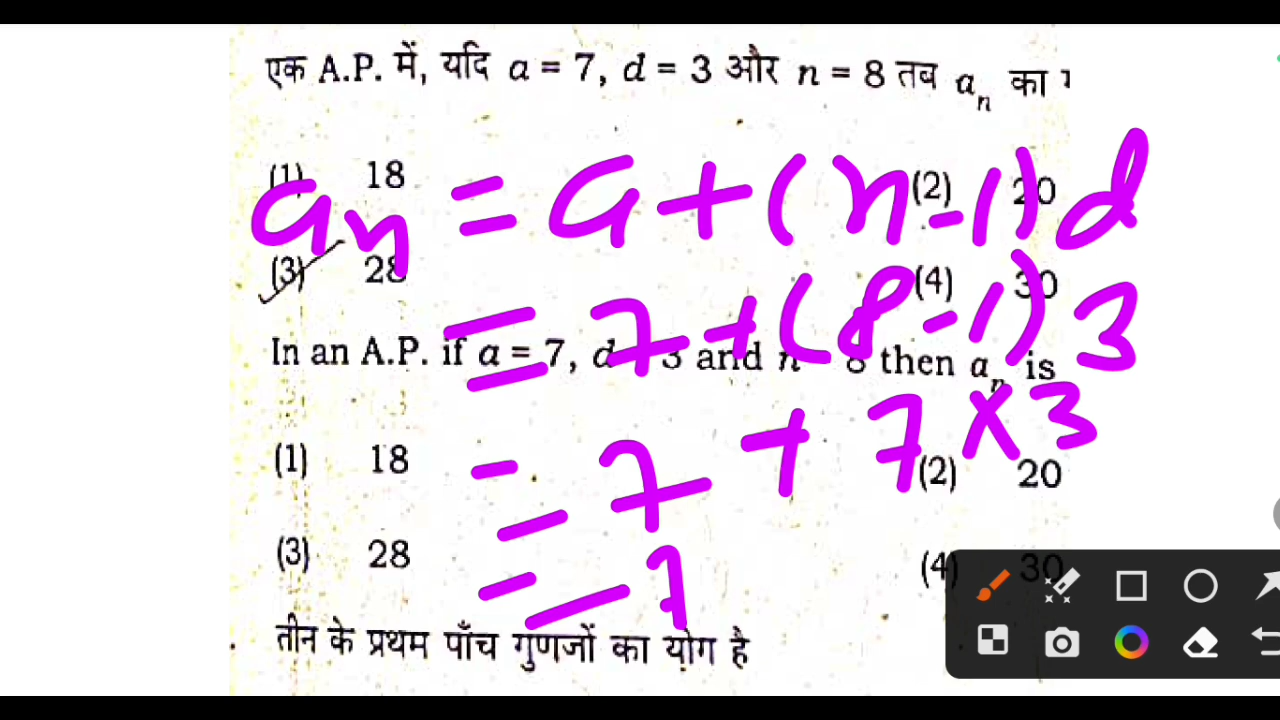 एक A.P. में, यदि a = 7, d = 3 और n = 8 तब aₙ का
(1) 18 (2) 20
aₙ = a + (n - 1) d
(3) 28 (4) 30
= 7 + (8 - 1) 3
In an A.P. if a = 7, d = 3 and n = 8 then aₙ is
= 7 + 7 × 3
(1) 18 (2) 20
(3) 28 (4) 30
= 7
तीन के प्रथम पाँच गुणजों का योग है